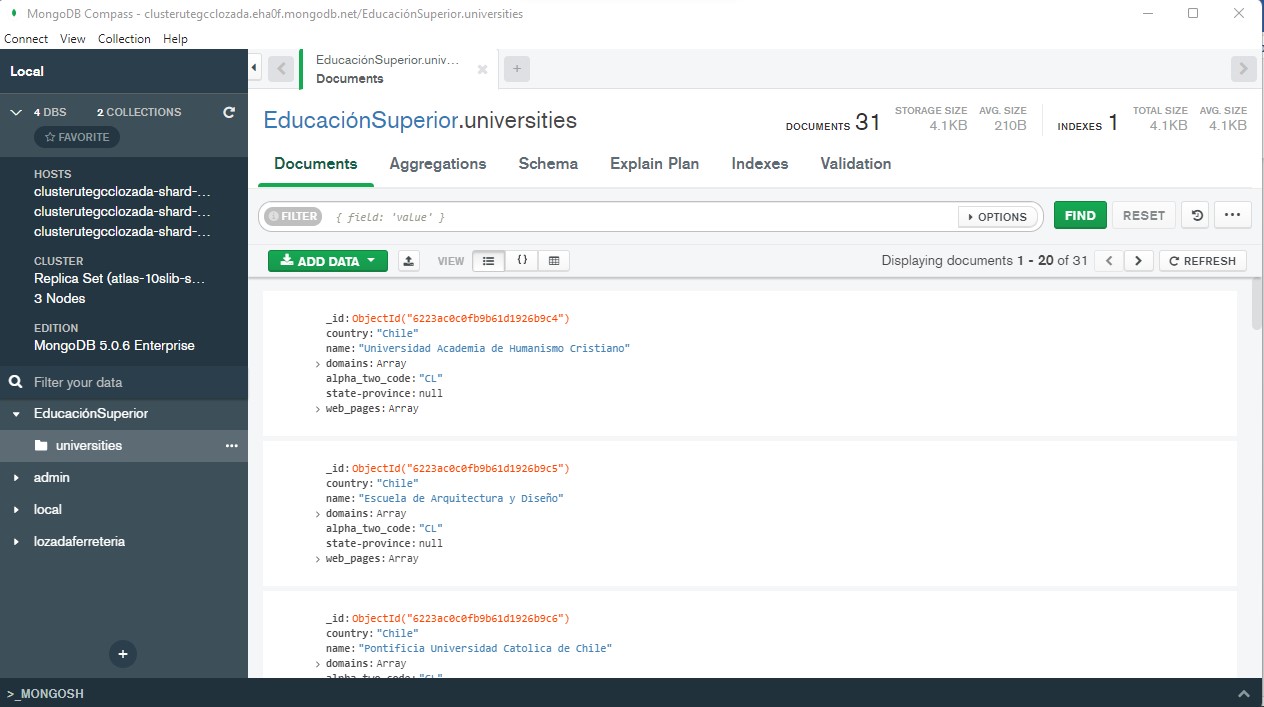 MongoDB Compass - clusterutegcclozada.eha0f.mongodb.net/EducaciónSuperior.universities
Connect View Collection Help
Local
4 DBS 2 COLLECTIONS
FAVORITE
HOSTS
clusterutegcclozada-shard-...
clusterutegcclozada-shard-...
clusterutegcclozada-shard-...
CLUSTER
Replica Set (atlas-10slib-s...
3 Nodes
EDITION
MongoDB 5.0.6 Enterprise
Filter your data
EducaciónSuperior
universities
admin
local
lozadaferreteria
EducaciónSuperior.univ...
Documents
EducaciónSuperior.universities
DOCUMENTS 31
STORAGE SIZE
4.1KB
AVG. SIZE
210B
INDEXES 1
TOTAL SIZE
4.1KB
AVG. SIZE
4.1KB
Documents Aggregations Schema Explain Plan Indexes Validation
FILTER { field: 'value' } OPTIONS FIND RESET
ADD DATA VIEW {} Displaying documents 1 - 20 of 31 REFRESH
_id: ObjectId("6223ac0c0fb9b61d1926b9c4")
country: "Chile"
name: "Universidad Academia de Humanismo Cristiano"
domains: Array
alpha_two_code: "CL"
state-province: null
web_pages: Array
_id: ObjectId("6223ac0c0fb9b61d1926b9c5")
country: "Chile"
name: "Escuela de Arquitectura y Diseño"
domains: Array
alpha_two_code: "CL"
state-province: null
web_pages: Array
_id: ObjectId("6223ac0c0fb9b61d1926b9c6")
country: "Chile"
name: "Pontificia Universidad Catolica de Chile"
domains: Array
alpha_two_code: "CL"
>_MONGOSH